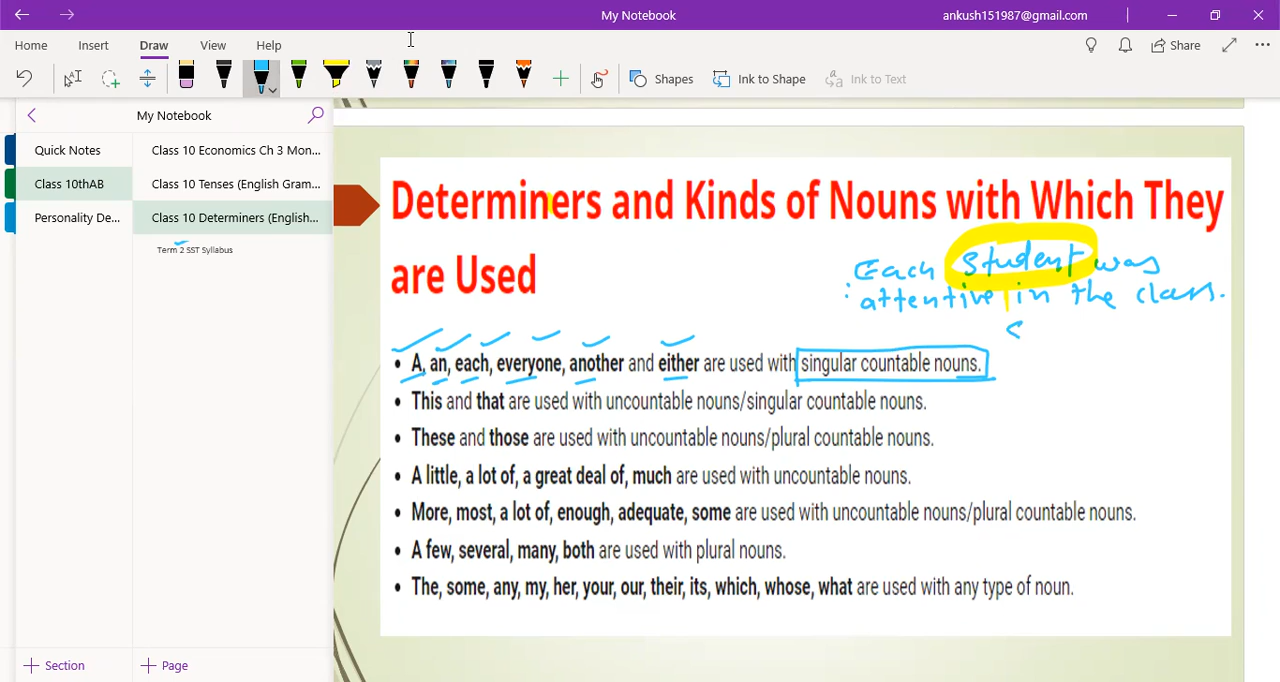 My Notebook
ankush151987@gmail.com
Home
Insert
Draw
View
Help
Share
Shapes
Ink to Shape
Ink to Text
My Notebook
Quick Notes
Class 10thAB
Personality De...
Class 10 Economics Ch 3 Mon...
Class 10 Tenses (English Gram...
Class 10 Determiners (English...
Term 2 SST Syllabus
Determiners and Kinds of Nouns with Which They
are Used
Each Student was
attentive in the class.
• A, an, each, everyone, another and either are used with singular countable nouns.
• This and that are used with uncountable nouns/singular countable nouns.
• These and those are used with uncountable nouns/plural countable nouns.
• A little, a lot of, a great deal of, much are used with uncountable nouns.
• More, most, a lot of, enough, adequate, some are used with uncountable nouns/plural countable nouns.
• A few, several, many, both are used with plural nouns.
• The, some, any, my, her, your, our, their, its, which, whose, what are used with any type of noun.
Section
Page